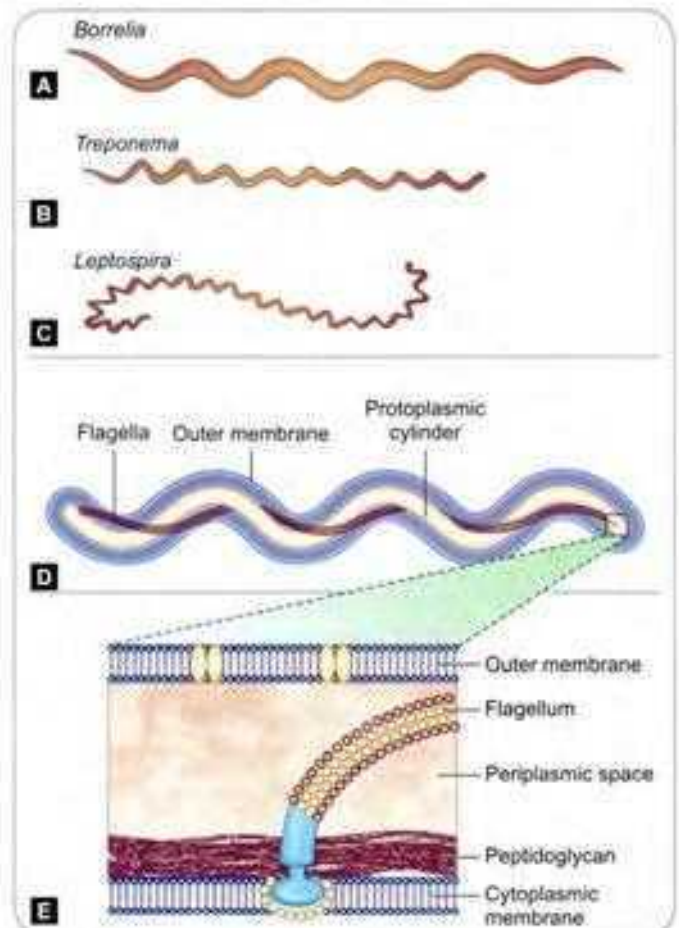 Borrelia
A
Treponema
B
Leptospira
C
Flagella
Outer membrane
Protoplasmic
cylinder
D
Outer membrane
Flagellum
Periplasmic space
Peptidoglycan
Cytoplasmic
membrane
E